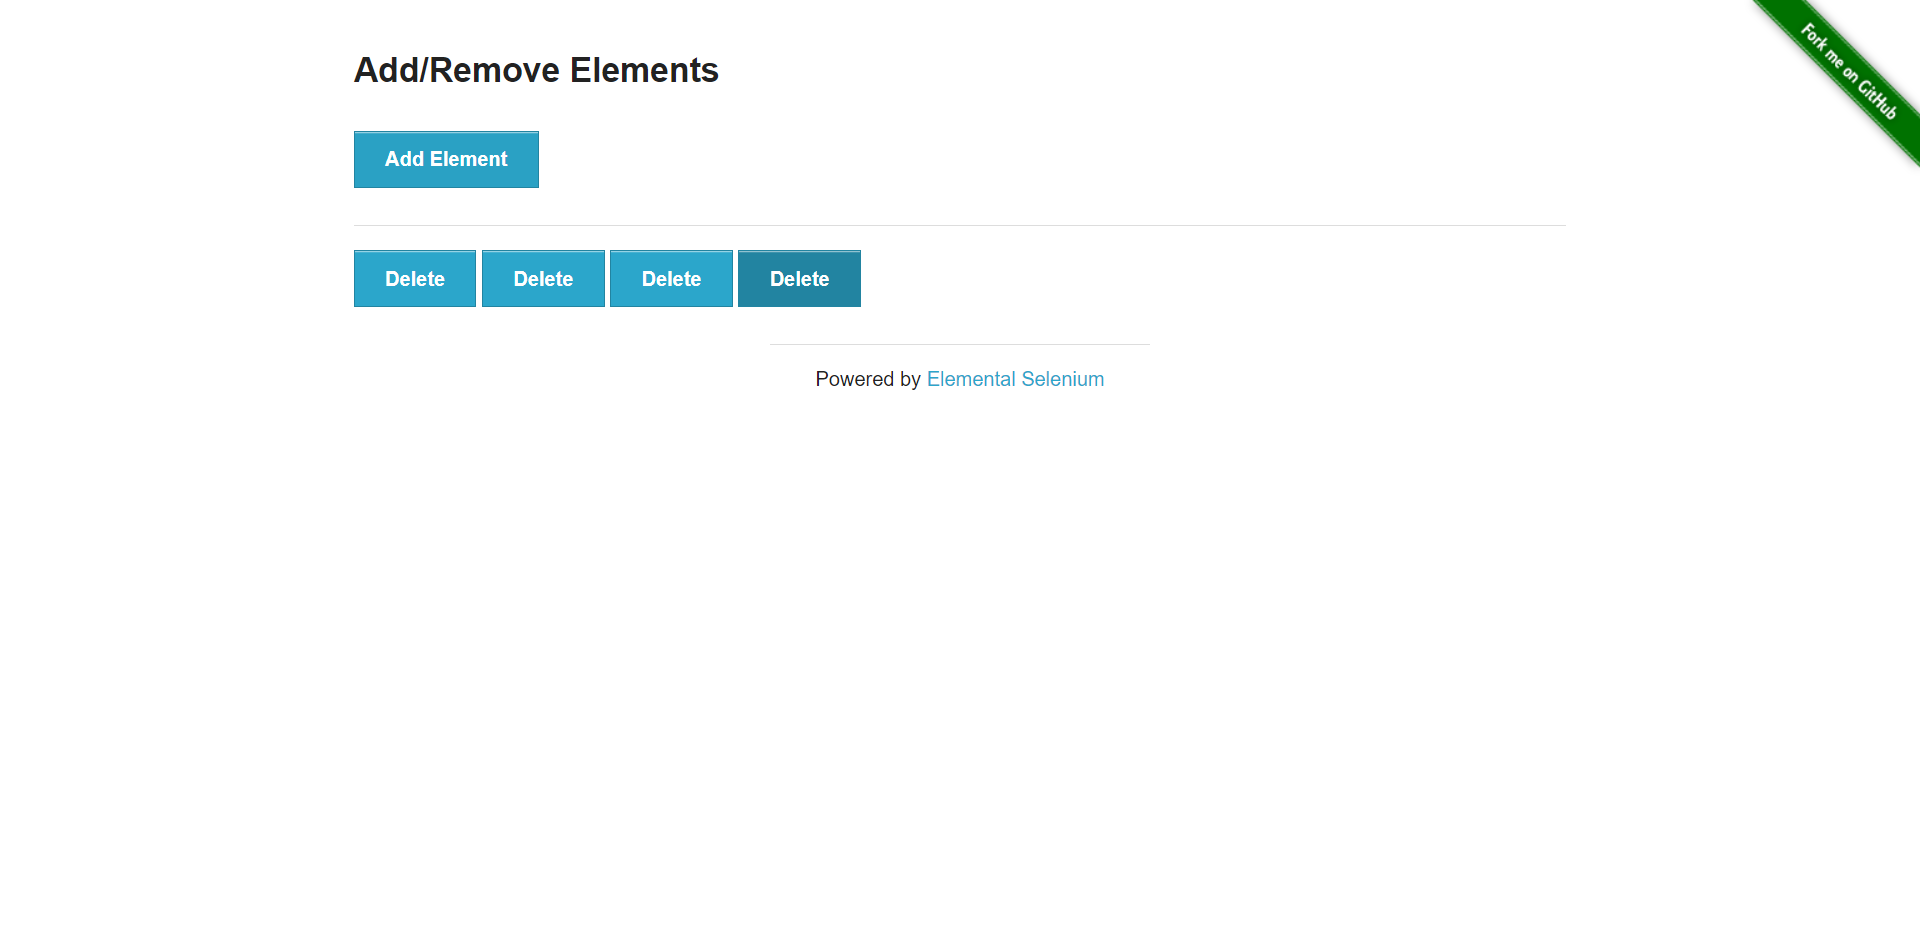 Fork me on GitHub
Add/Remove Elements
Add Element
Delete Delete Delete Delete
Powered by Elemental Selenium